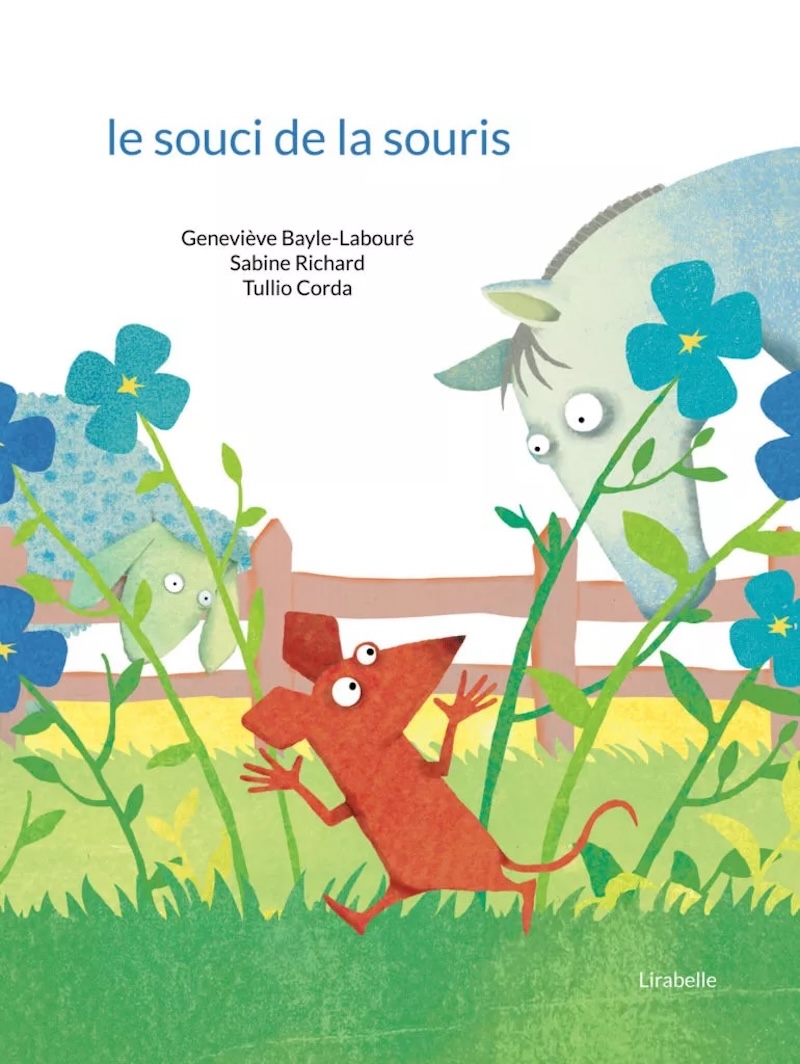 le souci de la souris
Geneviève Bayle-Labouré
Sabine Richard
Tullio Corda
Lirabelle